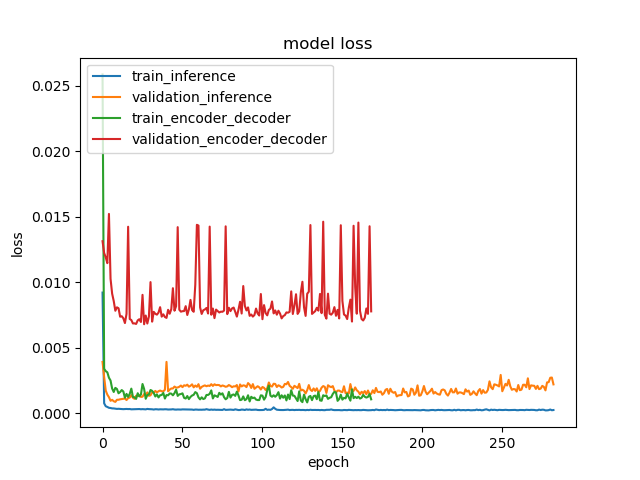 model loss
train_inference
validation_inference
train_encoder_decoder
validation_encoder_decoder
loss
0.025
0.020
0.015
0.010
0.005
0.000
0 50 100 150 200 250
epoch